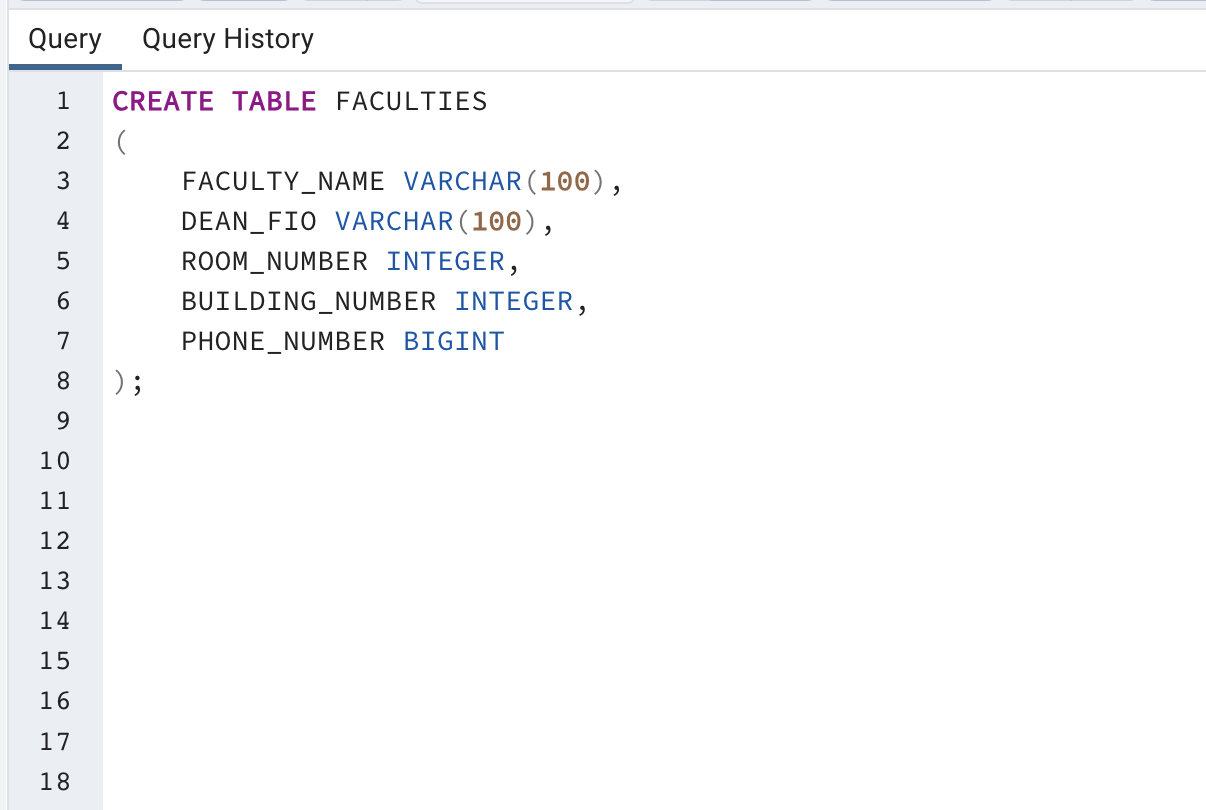 Query Query History
1 CREATE TABLE FACULTIES
2 (
3 FACULTY_NAME VARCHAR(100),
4 DEAN_FIO VARCHAR(100),
5 ROOM_NUMBER INTEGER,
6 BUILDING_NUMBER INTEGER,
7 PHONE_NUMBER BIGINT
8 );
9
10
11
12
13
14
15
16
17
18